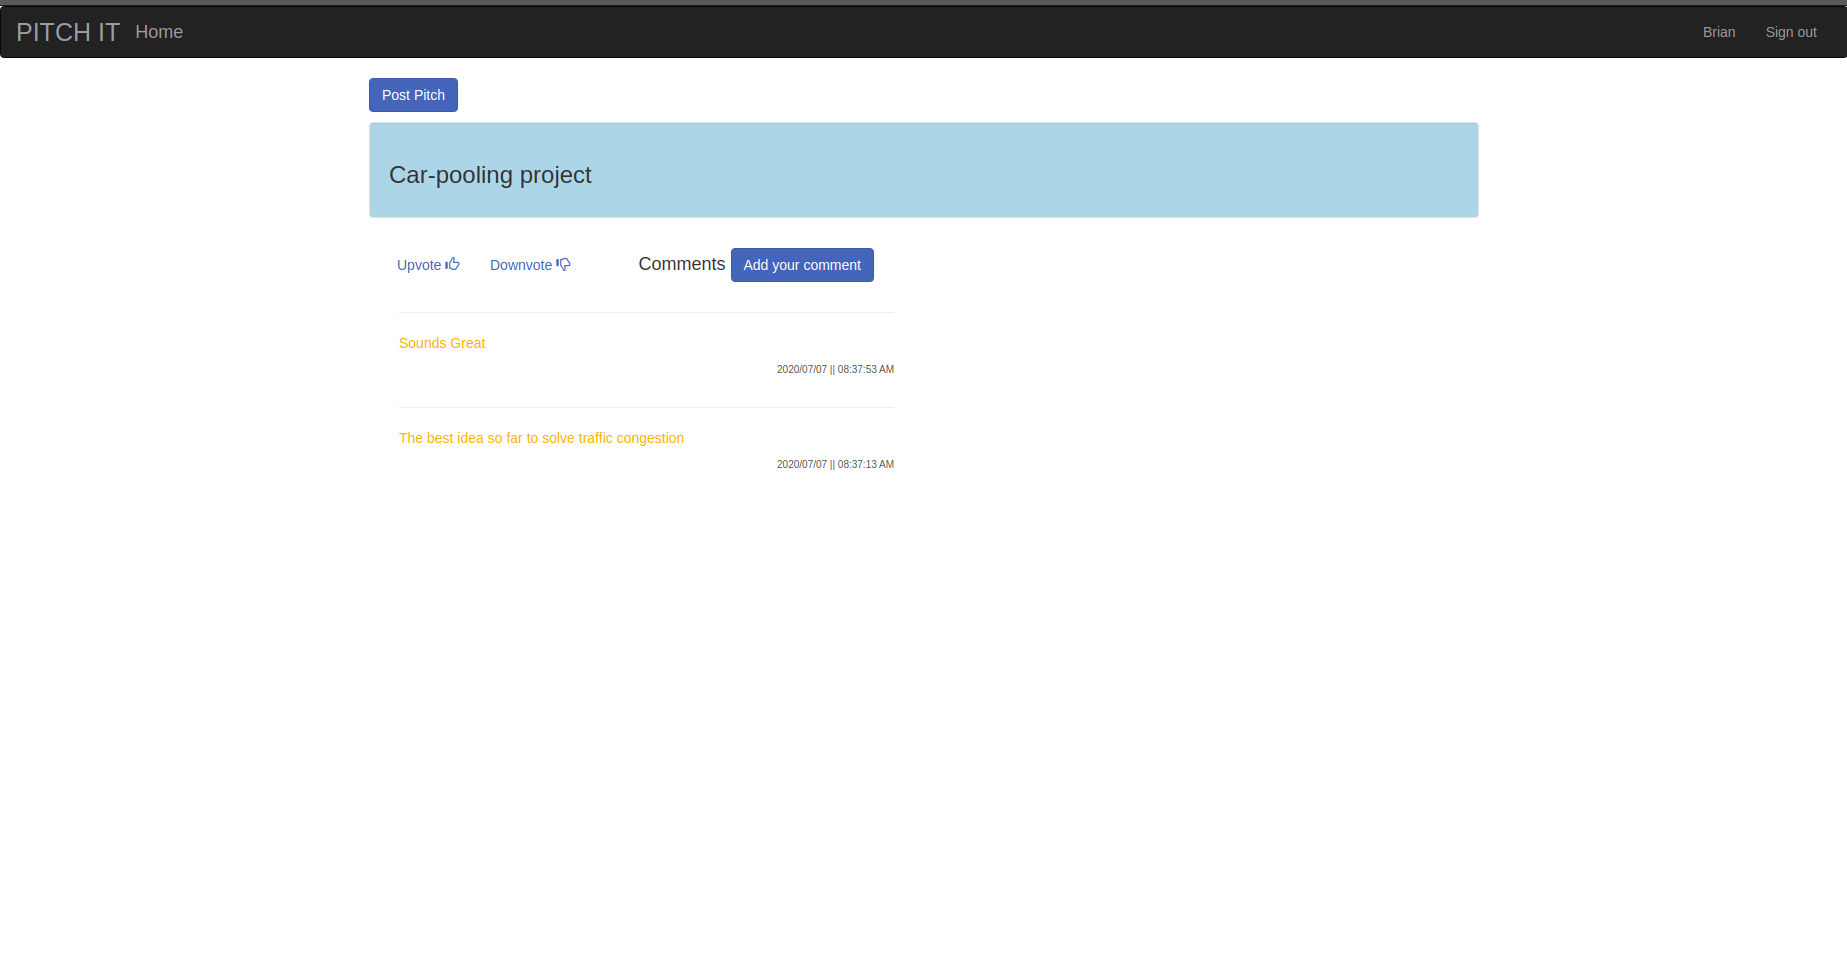 PITCH IT Home Brian Sign out
Post Pitch
Car-pooling project
Upvote Downvote Comments Add your comment
Sounds Great
2020/07/07 || 08:37:53 AM
The best idea so far to solve traffic congestion
2020/07/07 || 08:37:13 AM